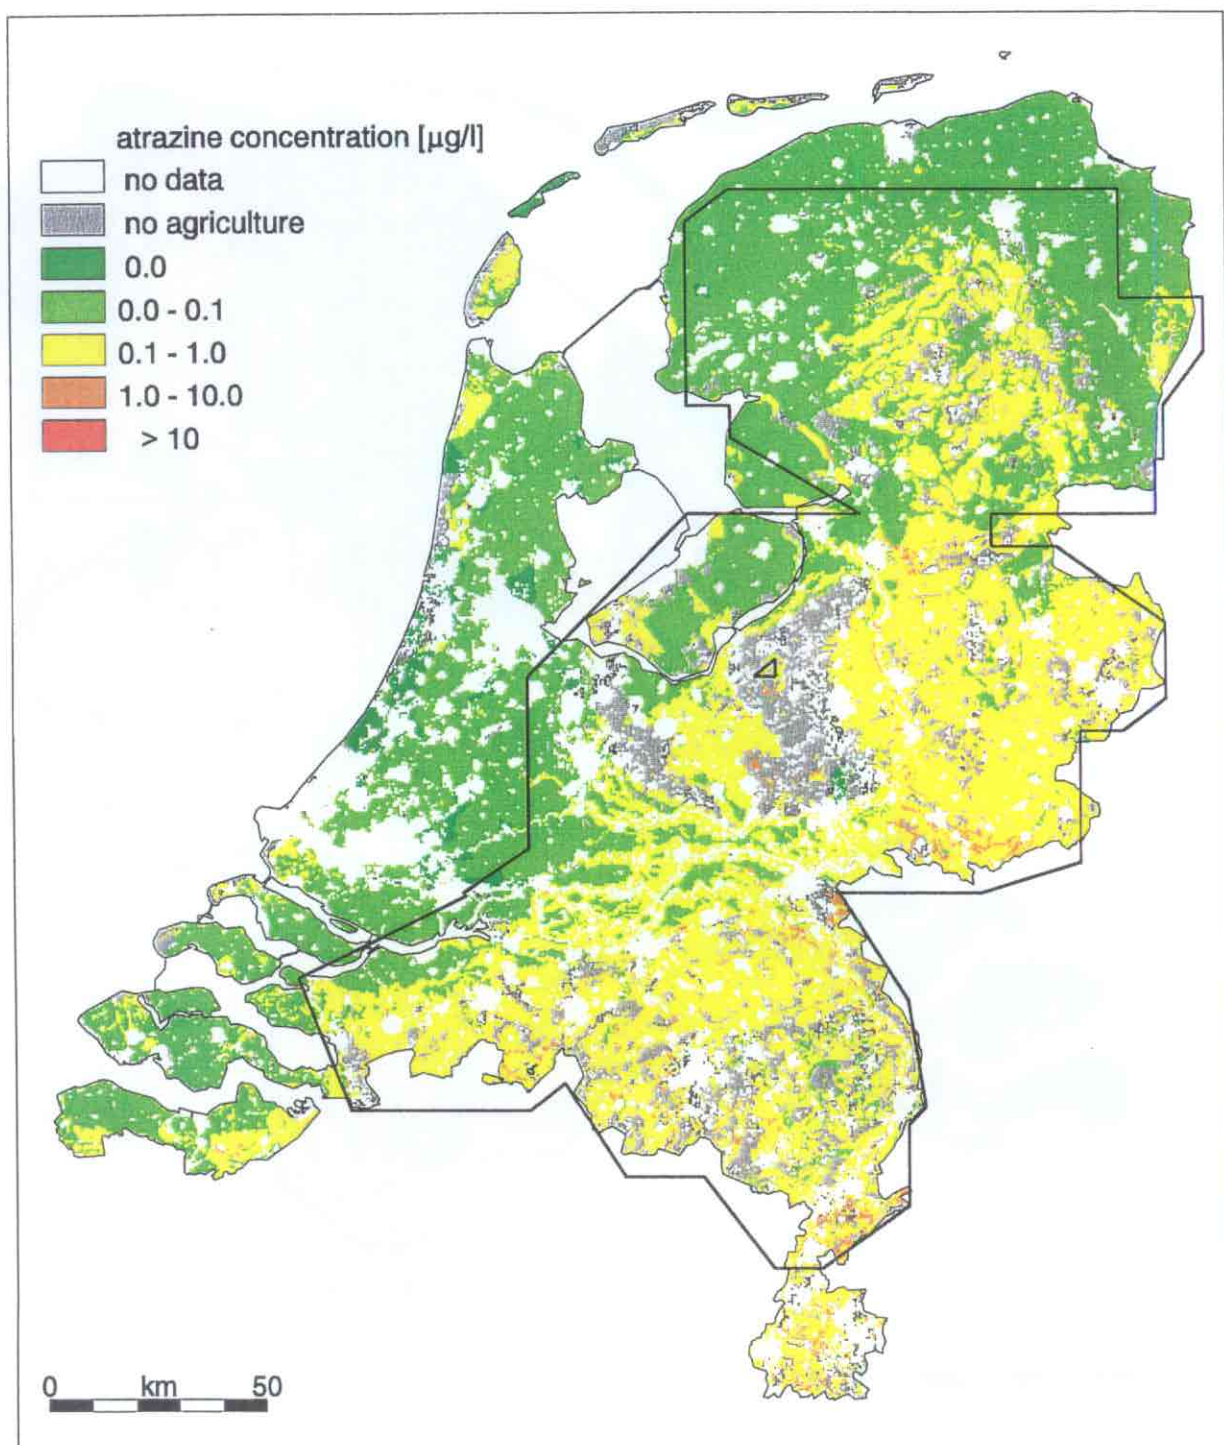 atrazine concentration [µg/l]
no data
no agriculture
0.0
0.0 - 0.1
0.1 - 1.0
1.0 - 10.0
> 10
0 km 50